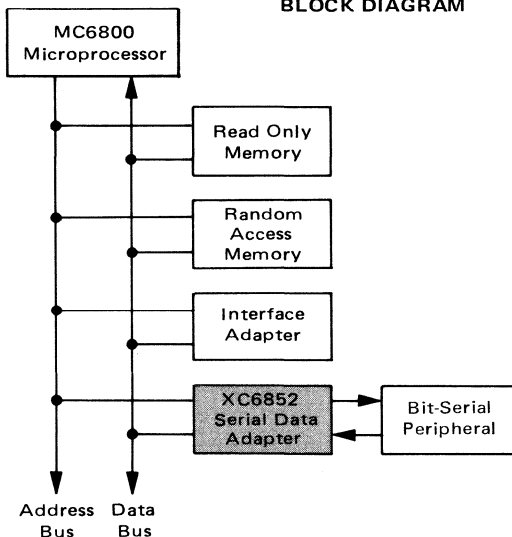 BLOCK DIAGRAM
MC6800
Microprocessor
Read Only
Memory
Random
Access
Memory
Interface
Adapter
XC6852
Serial Data
Adapter
Bit-Serial
Peripheral
Address
Bus
Data
Bus